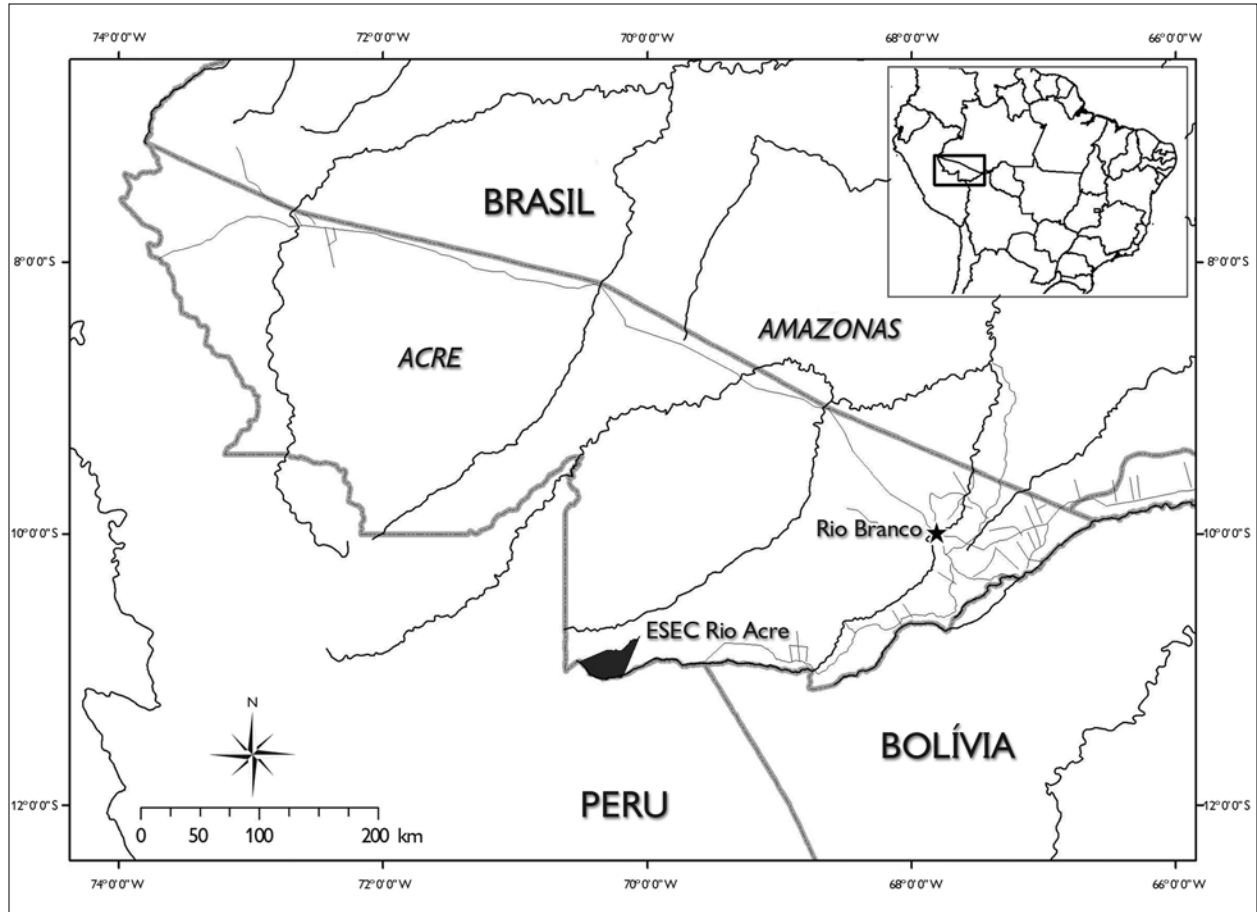 74°0'0"W 72°0'0"W 70°0'0"W 68°0'0"W 66°0'0"W
BRASIL
8°0'0"S 8°0'0"S
AMAZONAS
ACRE
Rio Branco
10°0'0"S 10°0'0"S
ESEC Rio Acre
N
BOLÍVIA
PERU
12°0'0"S 12°0'0"S
0 50 100 200 km
74°0'0"W 72°0'0"W 70°0'0"W 68°0'0"W 66°0'0"W